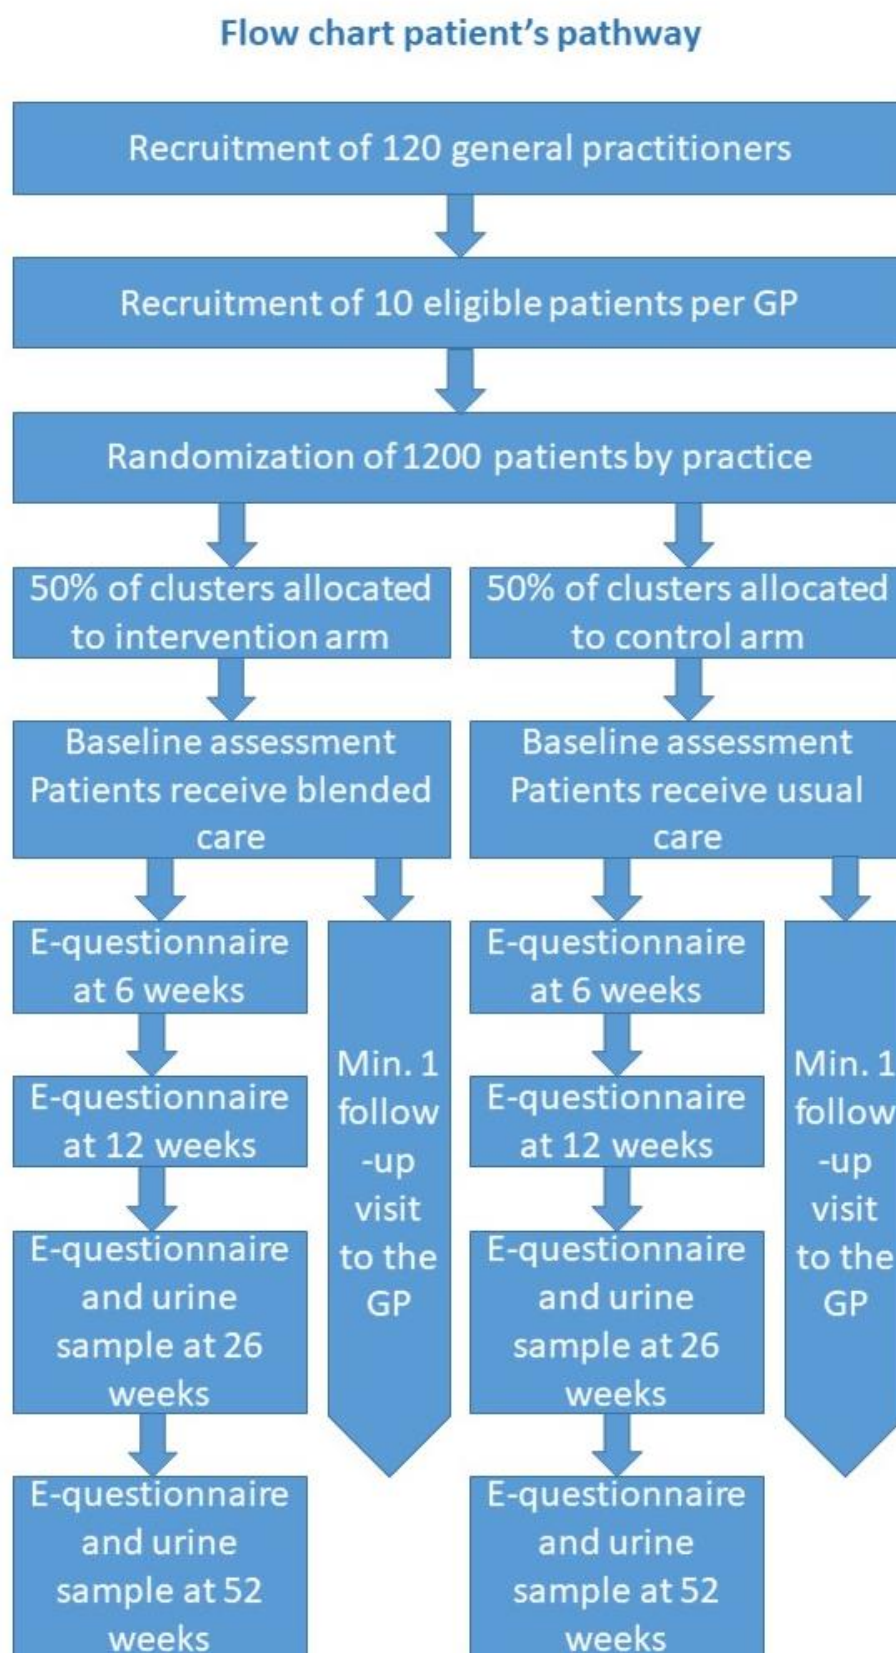 Flow chart patient's pathway
Recruitment of 120 general practitioners
Recruitment of 10 eligible patients per GP
Randomization of 1200 patients by practice
50% of clusters allocated
to intervention arm
50% of clusters allocated
to control arm
Baseline assessment
Patients receive blended
care
Baseline assessment
Patients receive usual
care
E-questionnaire
at 6 weeks
E-questionnaire
at 12 weeks
E-questionnaire
and urine
sample at 26
weeks
E-questionnaire
and urine
sample at 52
weeks
Min. 1
follow
-up
visit
to the
GP
E-questionnaire
at 6 weeks
E-questionnaire
at 12 weeks
E-questionnaire
and urine
sample at 26
weeks
E-questionnaire
and urine
sample at 52
weeks
Min. 1
follow
-up
visit
to the
GP